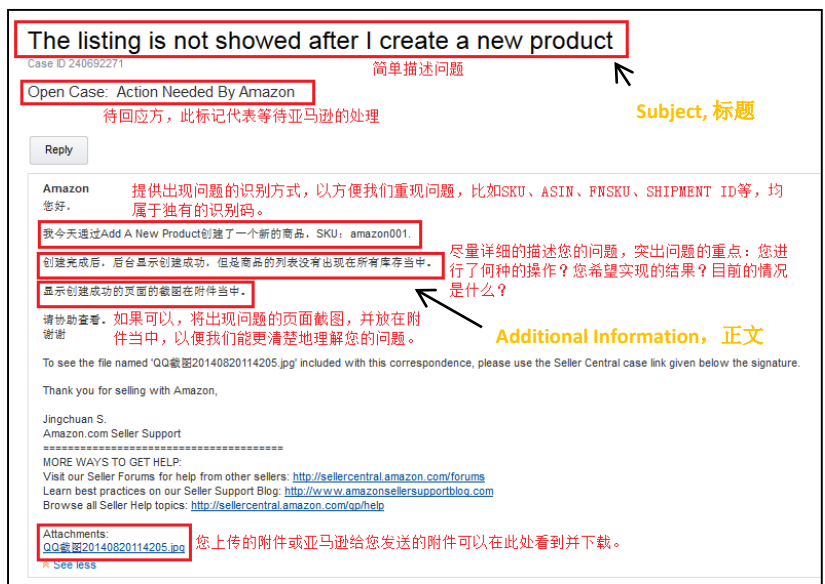 The listing is not showed after I create a new product
Case ID 240692271
简单描述问题
Open Case: Action Needed By Amazon
待回应方，此标记代表等待亚马逊的处理
Subject, 标题
Reply
Amazon
提供出现问题的识别方式，以方便我们重现问题，比如SKU、ASIN、FNSKU、SHIPMENT ID等，均
属于独有的识别码。
您好.
我今天通过Add A New Product创建了一个新的商品，SKU：amazon001.
创建完成后，后台显示创建成功，但是商品的列表没有出现在所有库存当中.
尽量详细的描述您的问题，突出问题的重点：您进
行了何种的操作？您希望实现的结果？目前的情况
是什么？
显示创建成功的页面的截图在附件当中.
请协助查看.
谢谢
如果可以，将出现问题的页面截图，并放在附
件当中，以便我们能更清楚地理解您的问题。
Additional Information，正文
To see the file named 'QQ截图20140820114205.jpg' included with this correspondence, please use the Seller Central case link given below the signature.
Thank you for selling with Amazon,
Jingchuan S.
Amazon.com Seller Support
=======================================
MORE WAYS TO GET HELP:
Visit our Seller Forums for help from other sellers: http://sellercentral.amazon.com/forums
Learn best practices on our Seller Support Blog: http://www.amazonsellersupportblog.com
Browse all Seller Help topics: http://sellercentral.amazon.com/gp/help
Attachments:
QQ截图20140820114205.jpg
您上传的附件或亚马逊给您发送的附件可以在此处看到并下载。
See less